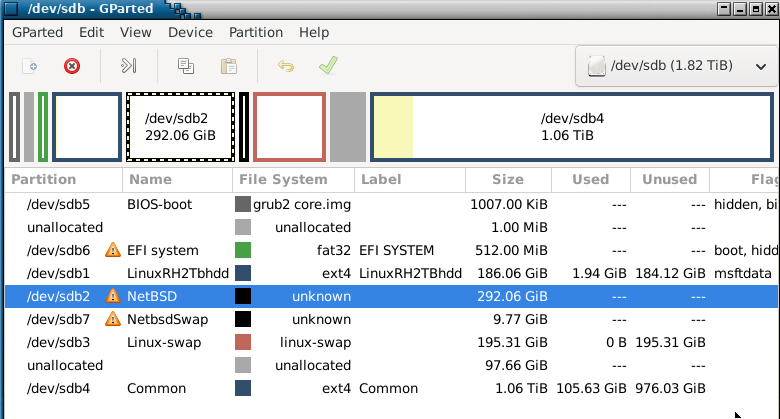 /dev/sdb - GParted
GParted Edit View Device Partition Help
/dev/sdb (1.82 TiB)
/dev/sdb2
292.06 GiB
/dev/sdb4
1.06 TiB
Partition Name File System Label Size Used Unused Flag
/dev/sdb5 BIOS-boot grub2 core.img 1007.00 KiB --- --- hidden, bi
unallocated unallocated 1.00 MiB --- ---
/dev/sdb6 EFI system fat32 EFI SYSTEM 512.00 MiB --- --- boot, hidd
/dev/sdb1 LinuxRH2Tbhdd ext4 LinuxRH2TBhdd 186.06 GiB 1.94 GiB 184.12 GiB msftdata
/dev/sdb2 NetBSD unknown 292.06 GiB --- ---
/dev/sdb7 NetbsdSwap unknown 9.77 GiB --- ---
/dev/sdb3 Linux-swap linux-swap 195.31 GiB 0 B 195.31 GiB
unallocated unallocated 97.66 GiB --- ---
/dev/sdb4 Common ext4 Common 1.06 TiB 105.63 GiB 976.03 GiB